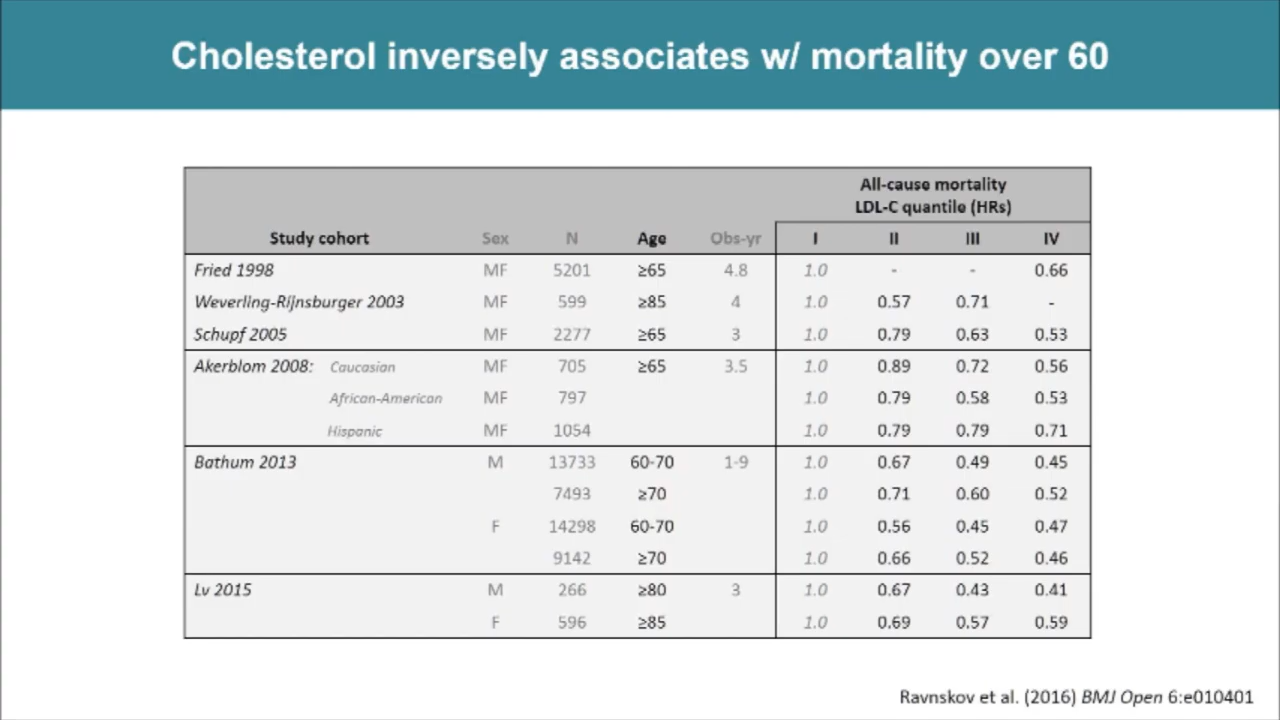 Cholesterol inversely associates w/ mortality over 60
All-cause mortality
LDL-C quantile (HRs)
Study cohort Sex N Age Obs-yr I II III IV
Fried 1998 MF 5201 ≥65 4.8 1.0 - - 0.66
Weverling-Rijnsburger 2003 MF 599 ≥85 4 1.0 0.57 0.71 -
Schupf 2005 MF 2277 ≥65 3 1.0 0.79 0.63 0.53
Akerblom 2008: Caucasian MF 705 ≥65 3.5 1.0 0.89 0.72 0.56
African-American MF 797 1.0 0.79 0.58 0.53
Hispanic MF 1054 1.0 0.79 0.79 0.71
Bathum 2013 M 13733 60-70 1-9 1.0 0.67 0.49 0.45
7493 ≥70 1.0 0.71 0.60 0.52
F 14298 60-70 1.0 0.56 0.45 0.47
9142 ≥70 1.0 0.66 0.52 0.46
Lv 2015 M 266 ≥80 3 1.0 0.67 0.43 0.41
F 596 ≥85 1.0 0.69 0.57 0.59
Ravnskov et al. (2016) BMJ Open 6:e010401